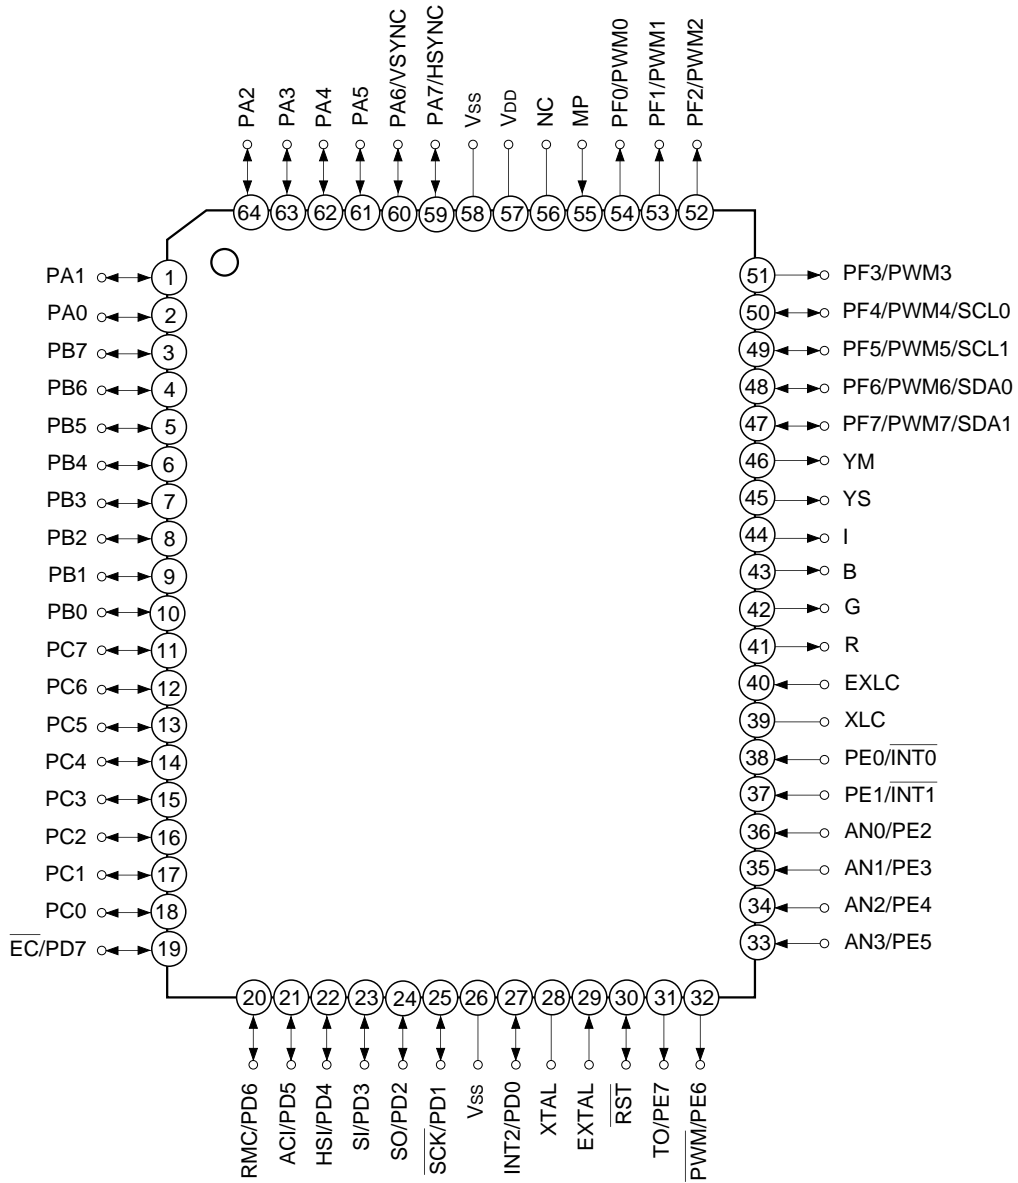 PA2
PA3
PA4
PA5
PA6/VSYNC
PA7/HSYNC
Vss
VDD
NC
MP
PF0/PWM0
PF1/PWM1
PF2/PWM2
64
63
62
61
60
59
58
57
56
55
54
53
52
PA1 1
PA0 2
PB7 3
PB6 4
PB5 5
PB4 6
PB3 7
PB2 8
PB1 9
PB0 10
PC7 11
PC6 12
PC5 13
PC4 14
PC3 15
PC2 16
PC1 17
PC0 18
E̅C̅/PD7 19
51 PF3/PWM3
50 PF4/PWM4/SCL0
49 PF5/PWM5/SCL1
48 PF6/PWM6/SDA0
47 PF7/PWM7/SDA1
46 YM
45 YS
44 I
43 B
42 G
41 R
40 EXLC
39 XLC
38 PE0/I̅N̅T̅0̅
37 PE1/I̅N̅T̅1̅
36 AN0/PE2
35 AN1/PE3
34 AN2/PE4
33 AN3/PE5
20
21
22
23
24
25
26
27
28
29
30
31
32
RMC/PD6
ACI/PD5
HSI/PD4
SI/PD3
SO/PD2
S̅C̅K̅/PD1
Vss
INT2/PD0
XTAL
EXTAL
R̅S̅T̅
TO/PE7
P̅W̅M̅/̅P̅E̅6̅